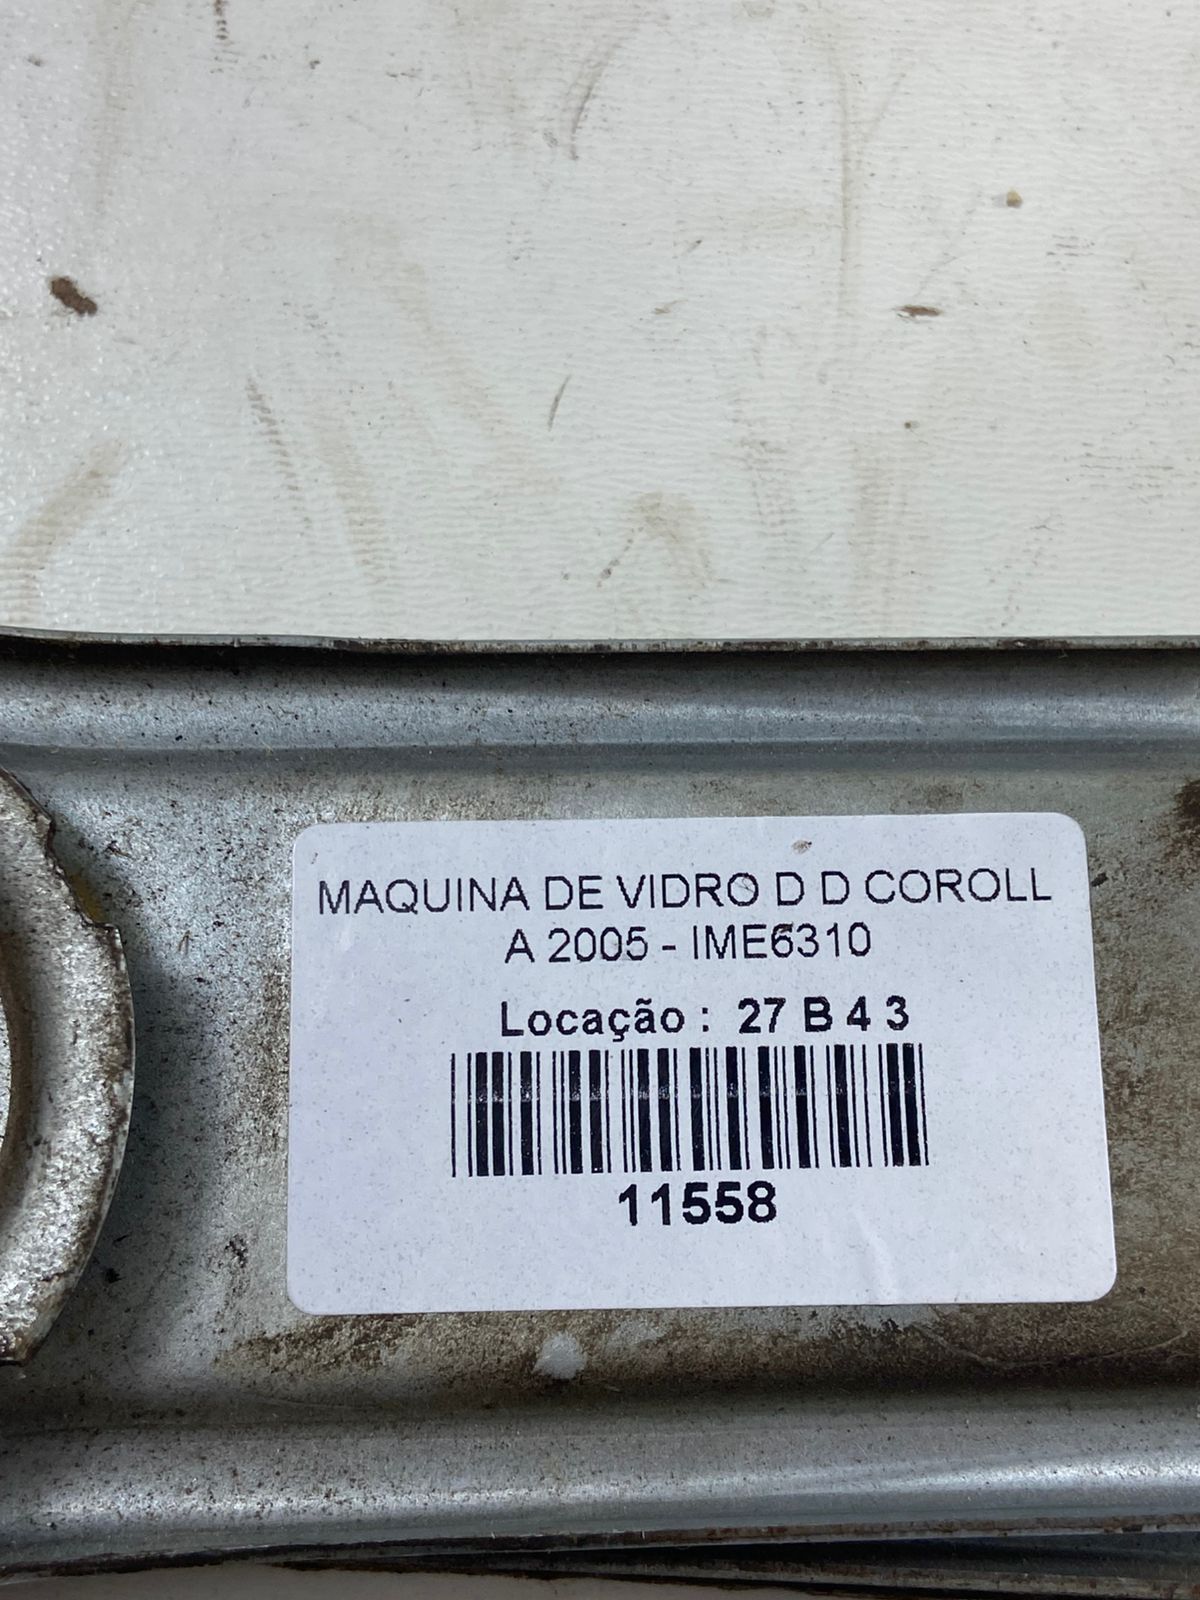 MAQUINA DE VIDRO D D COROLL
A 2005 - IME6310
Locação : 27 B 4 3
11558